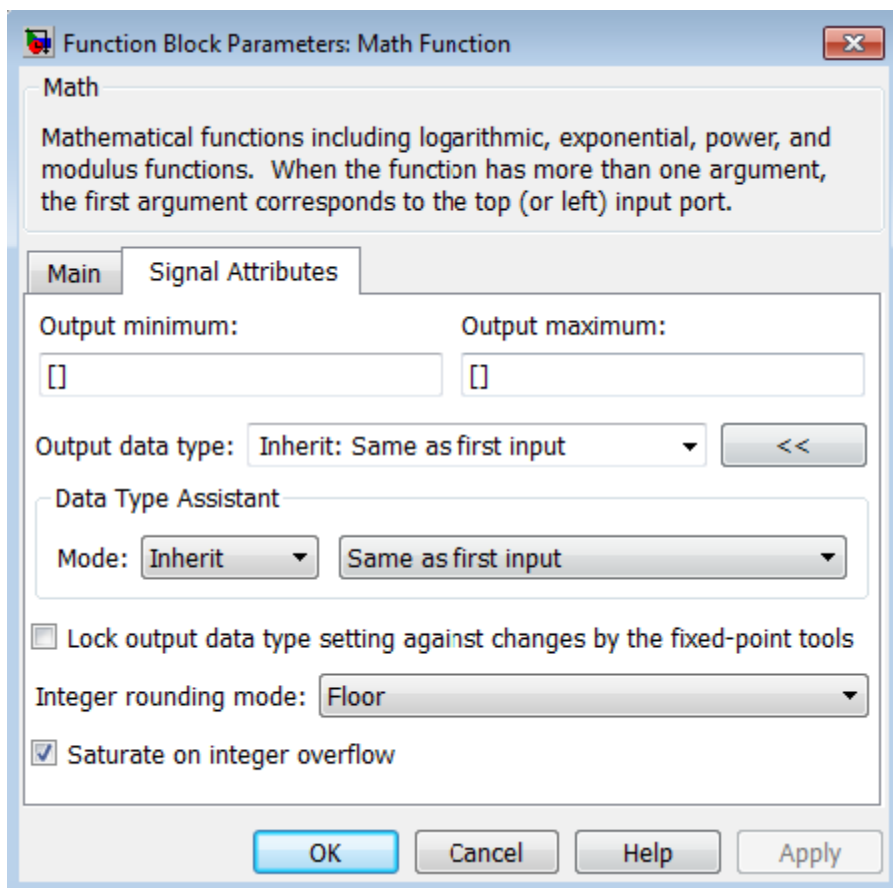 Function Block Parameters: Math Function
Math
Mathematical functions including logarithmic, exponential, power, and
modulus functions.  When the function has more than one argument,
the first argument corresponds to the top (or left) input port.
Main Signal Attributes
Output minimum: Output maximum:
[] []
Output data type: Inherit: Same as first input <<
Data Type Assistant
Mode: Inherit Same as first input
Lock output data type setting against changes by the fixed-point tools
Integer rounding mode: Floor
Saturate on integer overflow
OK Cancel Help Apply